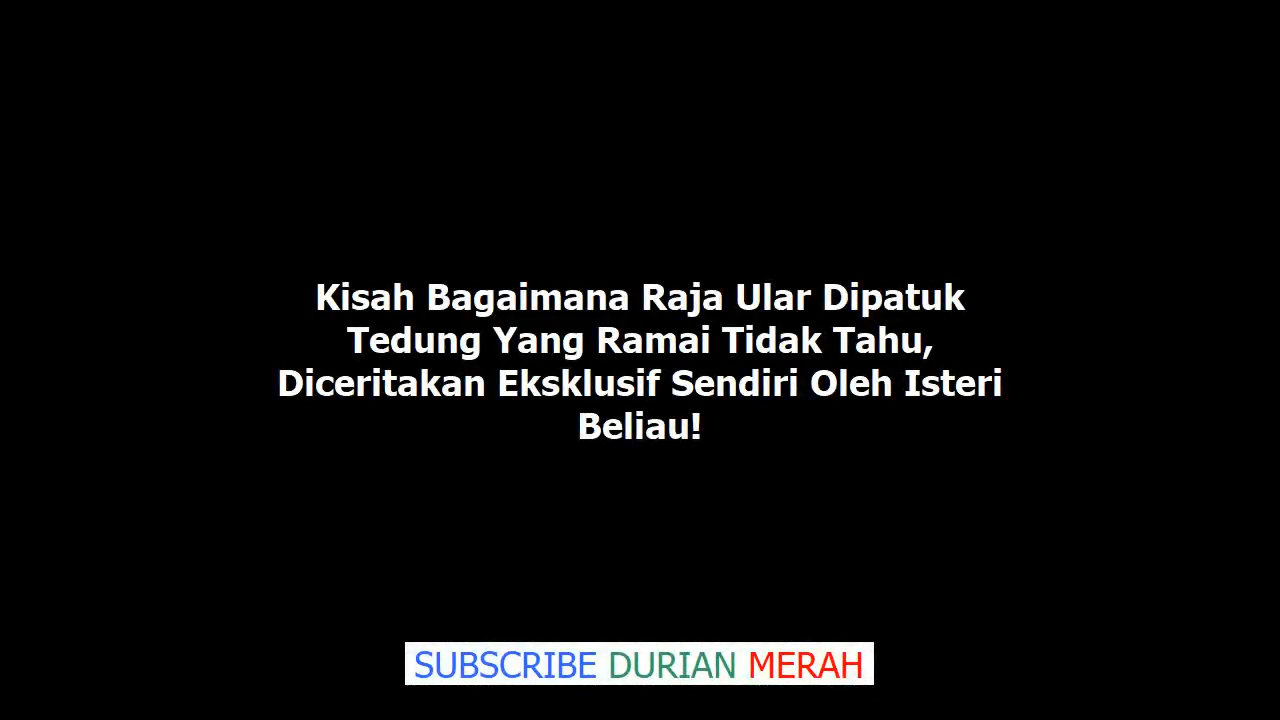 Kisah Bagaimana Raja Ular Dipatuk
Tedung Yang Ramai Tidak Tahu,
Diceritakan Eksklusif Sendiri Oleh Isteri
Beliau!
SUBSCRIBE DURIAN MERAH